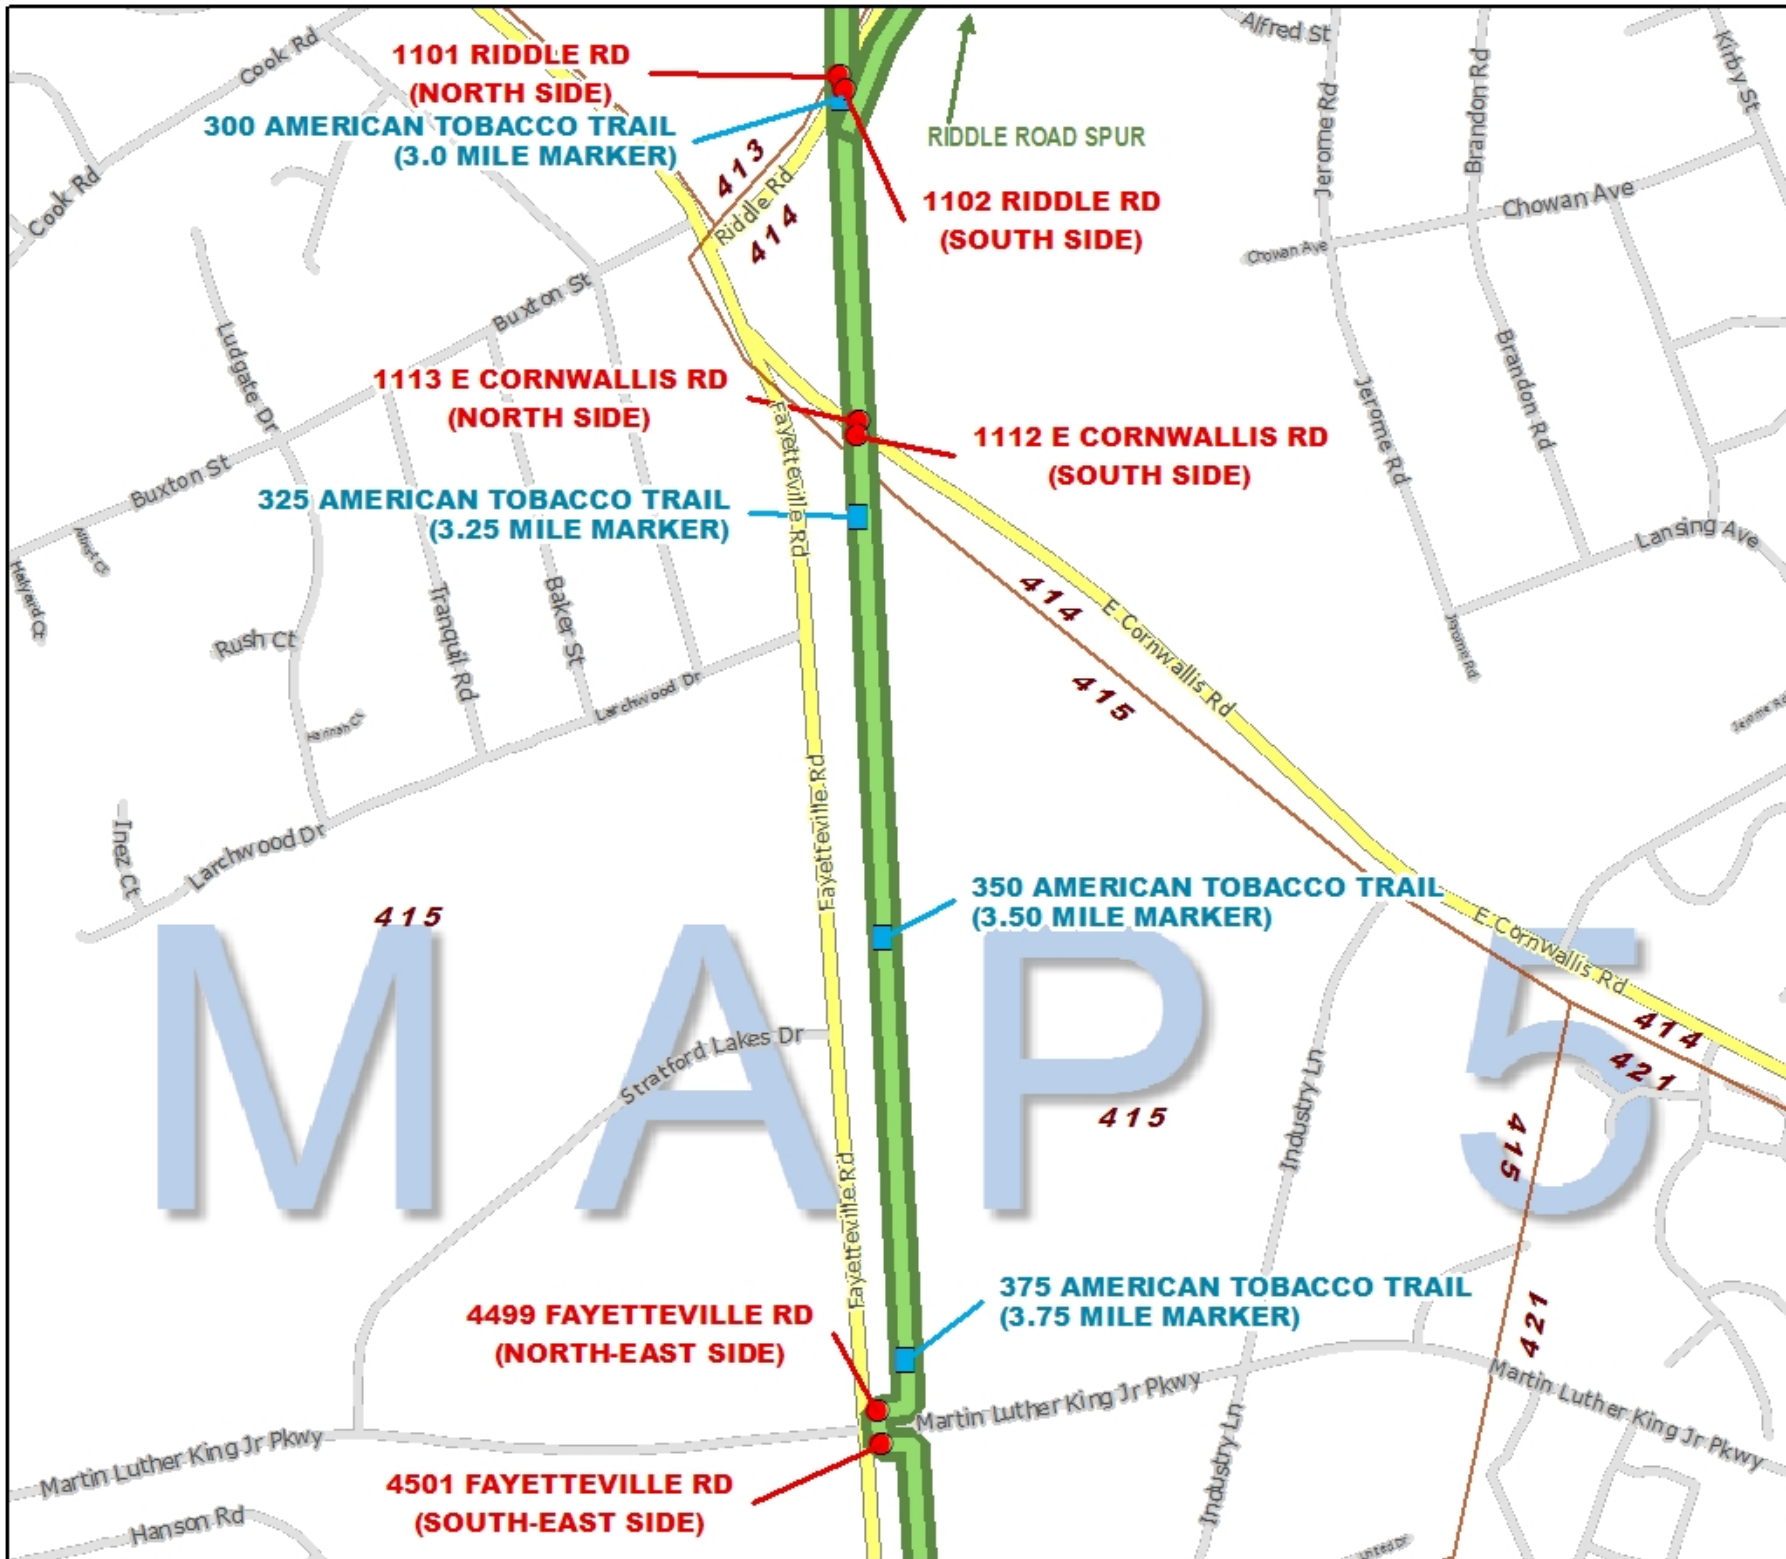 Cook Rd
1101 RIDDLE RD
(NORTH SIDE)
300 AMERICAN TOBACCO TRAIL
(3.0 MILE MARKER)
Cook Rd
413
Riddle Rd
414
RIDDLE ROAD SPUR
1102 RIDDLE RD
(SOUTH SIDE)
Alfred St
Jerome Rd
Brandon Rd
Kirby St
Chowan Ave
Chowan Ave
Buxton St
Ludgate Dr
1113 E CORNWALLIS RD
(NORTH SIDE)
Fayetteville Rd
1112 E CORNWALLIS RD
(SOUTH SIDE)
Jerome Rd
Brandon Rd
Buxton St
325 AMERICAN TOBACCO TRAIL
(3.25 MILE MARKER)
Lansing Ave
Halyard Ct
Tranquil Rd
Baker St
Rush Ct
414
E Cornwallis Rd
415
Jerome Rd
Larchwood Dr
Hannah Ct
Jerome Rd
Fayetteville Rd
Inez Ct
Larchwood Dr
415
350 AMERICAN TOBACCO TRAIL
(3.50 MILE MARKER)
E Cornwallis Rd
MAP 5
414
421
Stratford Lakes Dr
415
Industry Ln
415
Fayetteville Rd
375 AMERICAN TOBACCO TRAIL
(3.75 MILE MARKER)
421
4499 FAYETTEVILLE RD
(NORTH-EAST SIDE)
Martin Luther King Jr Pkwy
Martin Luther King Jr Pkwy
Martin Luther King Jr Pkwy
Industry Ln
4501 FAYETTEVILLE RD
(SOUTH-EAST SIDE)
Hanson Rd